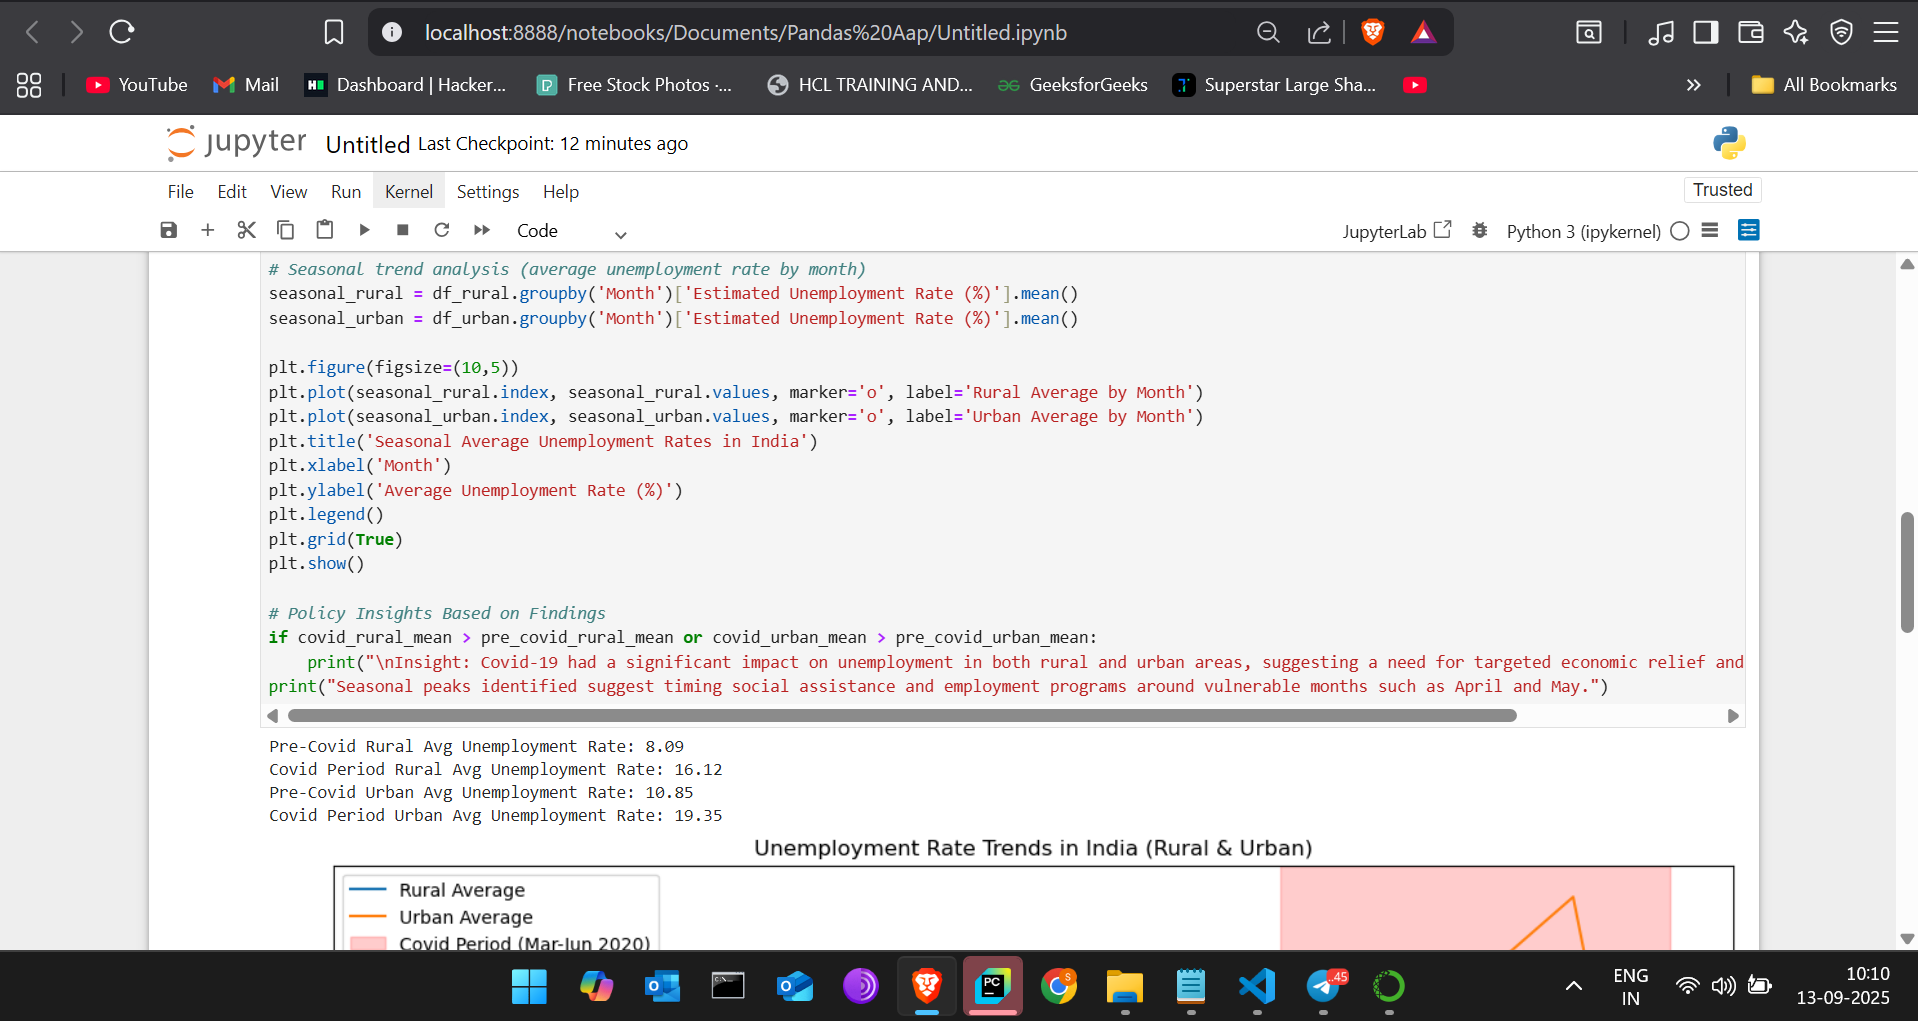 localhost:8888/notebooks/Documents/Pandas%20Aap/Untitled.ipynb
YouTube
Mail
Dashboard | Hacker...
Free Stock Photos ·...
HCL TRAINING AND...
GeeksforGeeks
Superstar Large Sha...
All Bookmarks
jupyter Untitled Last Checkpoint: 12 minutes ago
File Edit View Run Kernel Settings Help
Trusted
Code
JupyterLab
Python 3 (ipykernel)
# Seasonal trend analysis (average unemployment rate by month)
seasonal_rural = df_rural.groupby('Month')['Estimated Unemployment Rate (%)'].mean()
seasonal_urban = df_urban.groupby('Month')['Estimated Unemployment Rate (%)'].mean()
plt.figure(figsize=(10,5))
plt.plot(seasonal_rural.index, seasonal_rural.values, marker='o', label='Rural Average by Month')
plt.plot(seasonal_urban.index, seasonal_urban.values, marker='o', label='Urban Average by Month')
plt.title('Seasonal Average Unemployment Rates in India')
plt.xlabel('Month')
plt.ylabel('Average Unemployment Rate (%)')
plt.legend()
plt.grid(True)
plt.show()
# Policy Insights Based on Findings
if covid_rural_mean > pre_covid_rural_mean or covid_urban_mean > pre_covid_urban_mean:
    print("\nInsight: Covid-19 had a significant impact on unemployment in both rural and urban areas, suggesting a need for targeted economic relief and
print("Seasonal peaks identified suggest timing social assistance and employment programs around vulnerable months such as April and May.")
Pre-Covid Rural Avg Unemployment Rate: 8.09
Covid Period Rural Avg Unemployment Rate: 16.12
Pre-Covid Urban Avg Unemployment Rate: 10.85
Covid Period Urban Avg Unemployment Rate: 19.35
Unemployment Rate Trends in India (Rural & Urban)
Rural Average
Urban Average
Covid Period (Mar-Jun 2020)
PC
S
.45
ENG
IN
10:10
13-09-2025